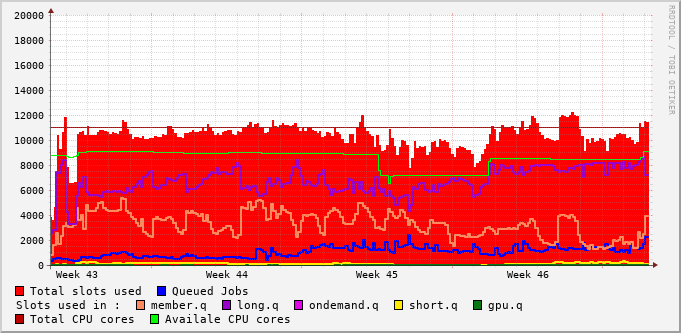 20000
18000
16000
14000
12000
10000
8000
6000
4000
2000
0
Week 43 Week 44 Week 45 Week 46
Total slots used Queued Jobs
Slots used in : member.q long.q ondemand.q short.q gpu.q
Total CPU cores Availale CPU cores
RRDTOOL / TOBI OETIKER